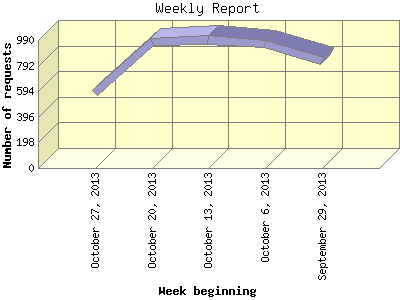 Weekly Report
Number of requests
990
792
594
396
198
0
October 27, 2013
October 20, 2013
October 13, 2013
October 6, 2013
September 29, 2013
Week beginning